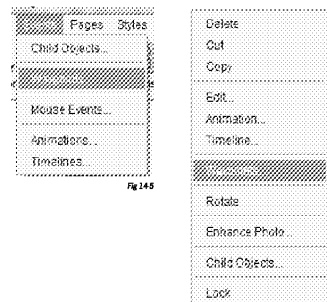 Pages Styles
Child Objects...
Mouse Events...
Animations...
Timelines...
Fig 14-5
Delete
Cut
Copy
Edit...
Animation...
Timeline...
Rotate
Enhance Photo...
Child Objects...
Lock